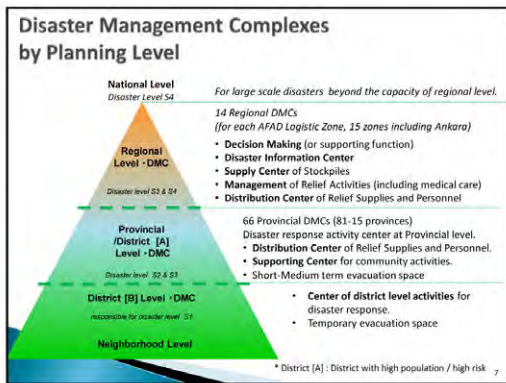 Disaster Management Complexes
by Planning Level
National Level
Disaster Level S4
For large scale disasters beyond the capacity of regional level.
14 Regional DMCs
(for each AFAD Logistic Zone, 15 zones including Ankara)
• Decision Making (or supporting function)
• Disaster Information Center
• Supply Center of Stockpiles
• Management of Relief Activities (including medical care)
• Distribution Center of Relief Supplies and Personnel
Regional
Level・DMC
Disaster level S3 & S4
66 Provincial DMCs (81-15 provinces)
Disaster response activity center at Provincial level.
• Distribution Center of Relief Supplies and Personnel.
• Supporting Center for community activities.
• Short-Medium term evacuation space
Provincial
/District [A]
Level・DMC
Disaster level S2 & S3
District [B] Level・DMC
responsible for disaster level S1
• Center of district level activities for
disaster response.
• Temporary evacuation space
Neighborhood Level
* District [A] : District with high population / high risk
7